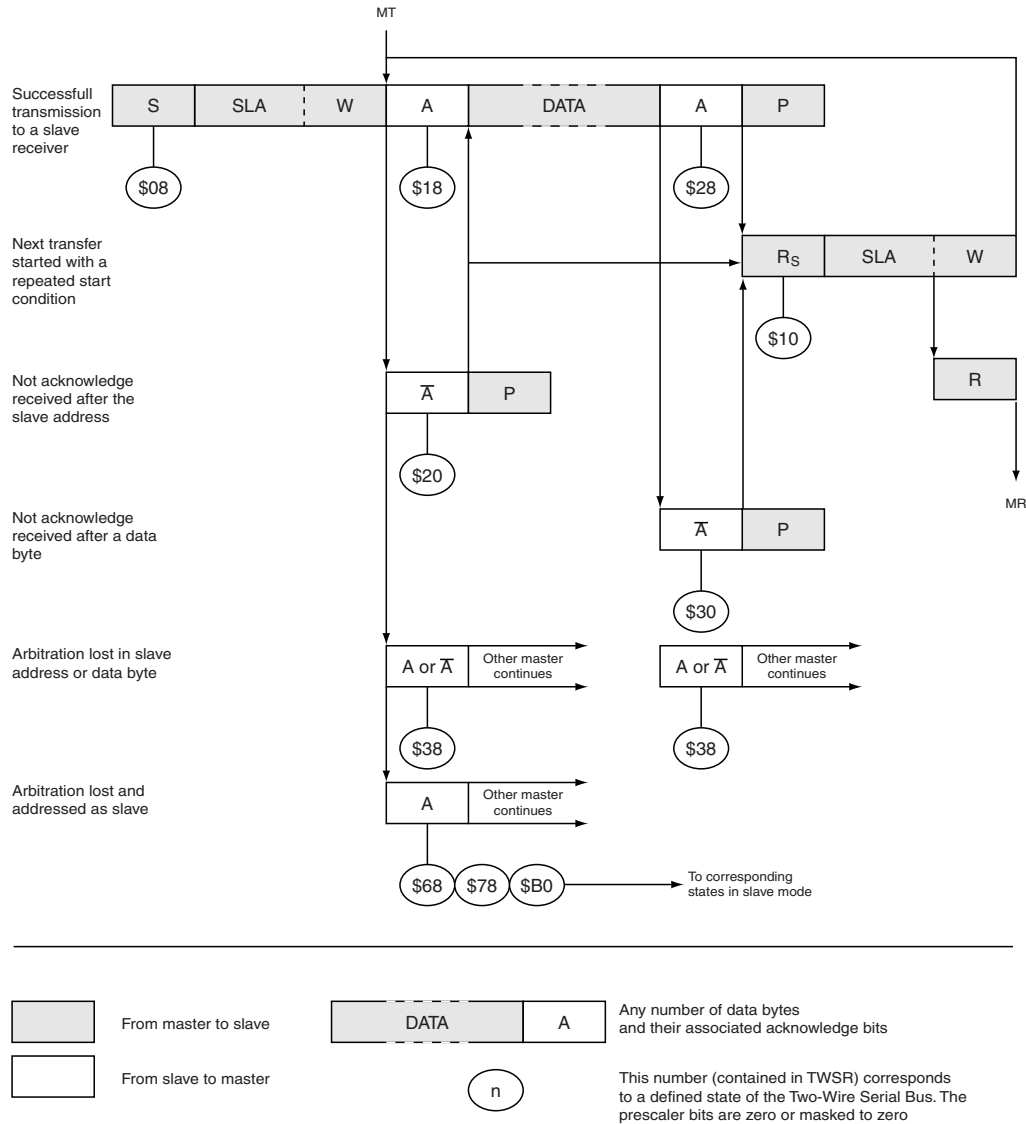 MT
Successfull
transmission
to a slave
receiver
S SLA W A DATA A P
$08 $18 $28
Next transfer
started with a
repeated start
condition
RS SLA W
$10
Not acknowledge
received after the
slave address
A̅ P
R
$20
MR
Not acknowledge
received after a data
byte
A̅ P
$30
Arbitration lost in slave
address or data byte
A or A̅
Other master
continues
A or A̅
Other master
continues
$38 $38
Arbitration lost and
addressed as slave
A
Other master
continues
$68 $78 $B0
To corresponding
states in slave mode
From master to slave
DATA A
Any number of data bytes
and their associated acknowledge bits
From slave to master
n
This number (contained in TWSR) corresponds
to a defined state of the Two-Wire Serial Bus. The
prescaler bits are zero or masked to zero